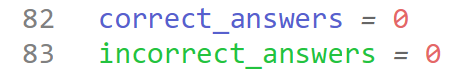 82 correct_answers = 0
83 incorrect_answers = 0